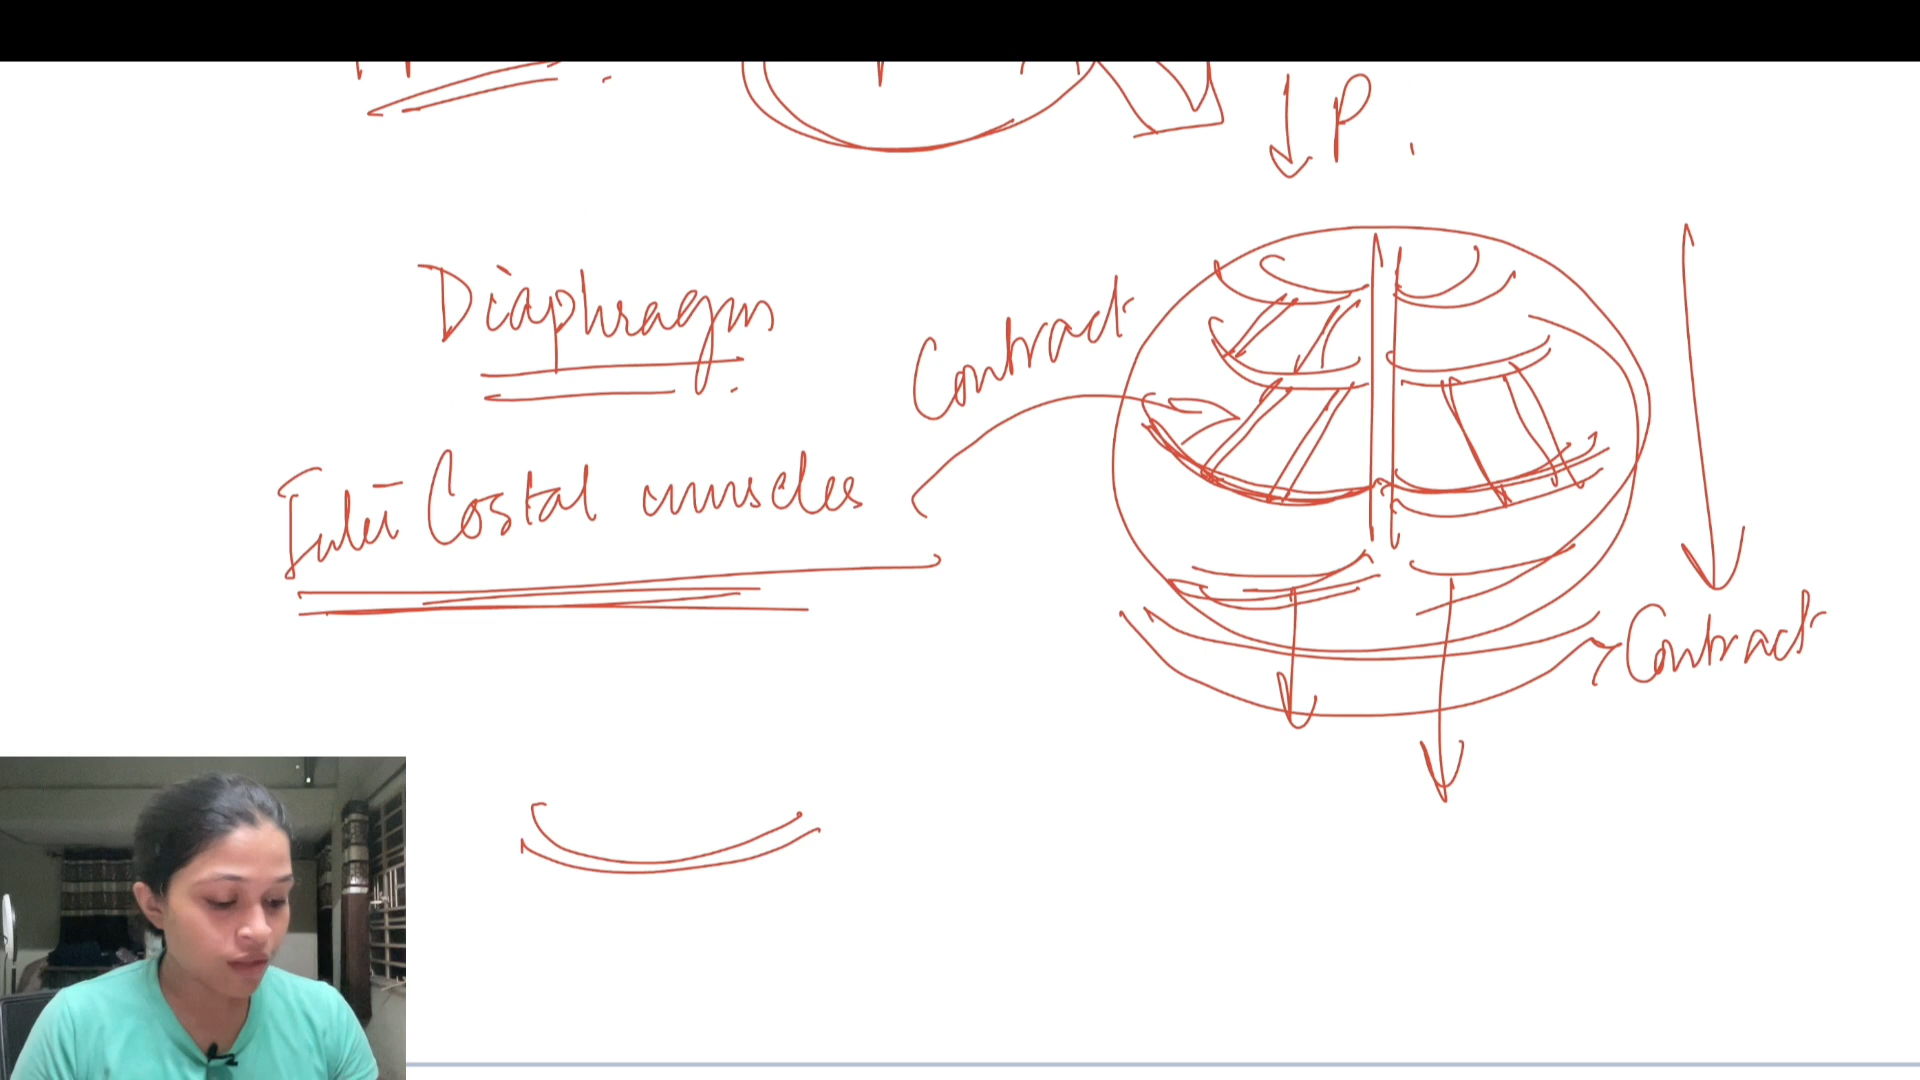 ↓ P.
Diaphragm
Contract
Inter Costal muscles
Contract